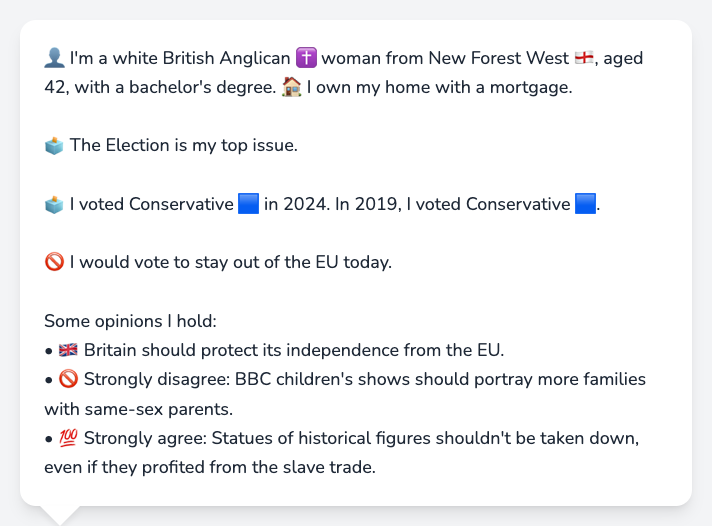 👤 I'm a white British Anglican ✝️ woman from New Forest West 🏴󠁧󠁢󠁥󠁮󠁧󠁿, aged
42, with a bachelor's degree. 🏠 I own my home with a mortgage.
🗳️ The Election is my top issue.
🗳️ I voted Conservative 🟦 in 2024. In 2019, I voted Conservative 🟦.
🚫 I would vote to stay out of the EU today.
Some opinions I hold:
• 🇬🇧 Britain should protect its independence from the EU.
• 🚫 Strongly disagree: BBC children's shows should portray more families
with same-sex parents.
• 💯 Strongly agree: Statues of historical figures shouldn't be taken down,
even if they profited from the slave trade.